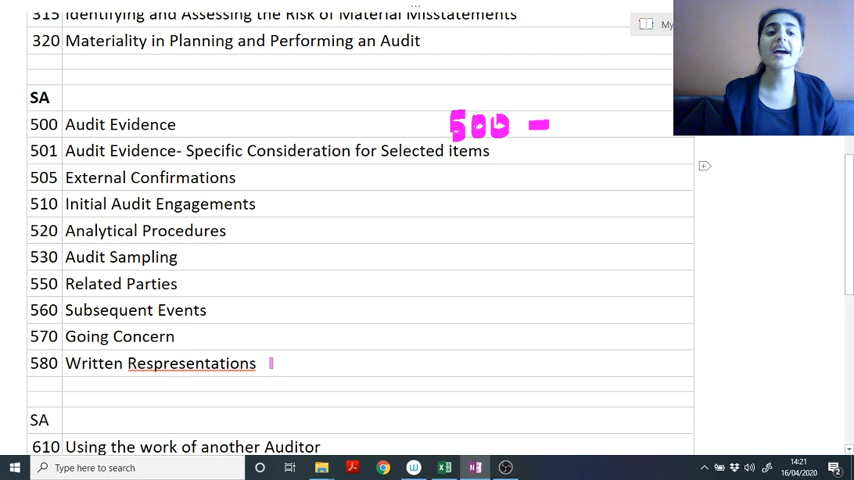 315 Identifying and Assessing the Risk of Material Misstatements
320 Materiality in Planning and Performing an Audit
My
SA
500 Audit Evidence
500 -
501 Audit Evidence- Specific Consideration for Selected items
505 External Confirmations
510 Initial Audit Engagements
520 Analytical Procedures
530 Audit Sampling
550 Related Parties
560 Subsequent Events
570 Going Concern
580 Written Respresentations
SA
610 Using the work of another Auditor
Type here to search
14:21
16/04/2020
2